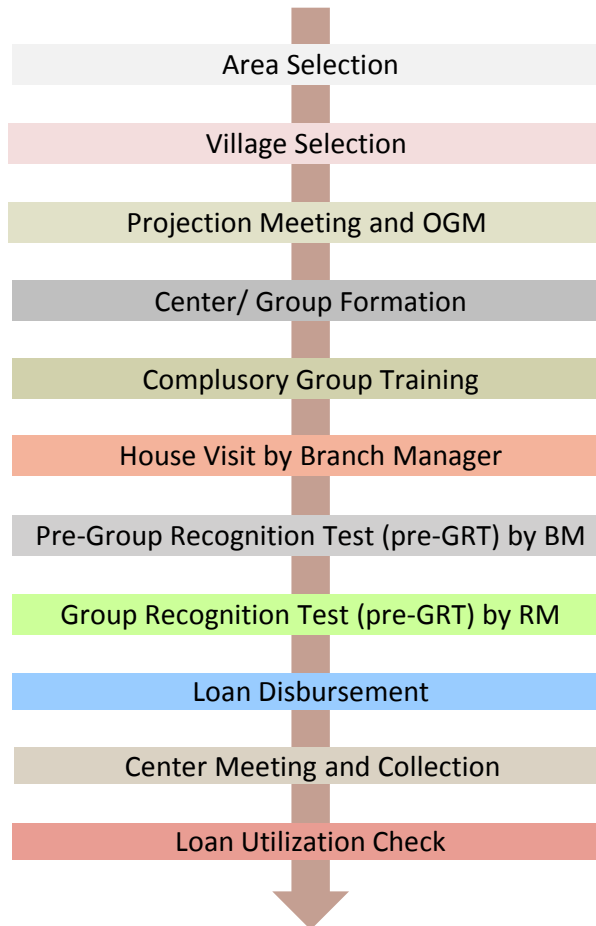 Area Selection
Village Selection
Projection Meeting and OGM
Center/ Group Formation
Complusory Group Training
House Visit by Branch Manager
Pre-Group Recognition Test (pre-GRT) by BM
Group Recognition Test (pre-GRT) by RM
Loan Disbursement
Center Meeting and Collection
Loan Utilization Check